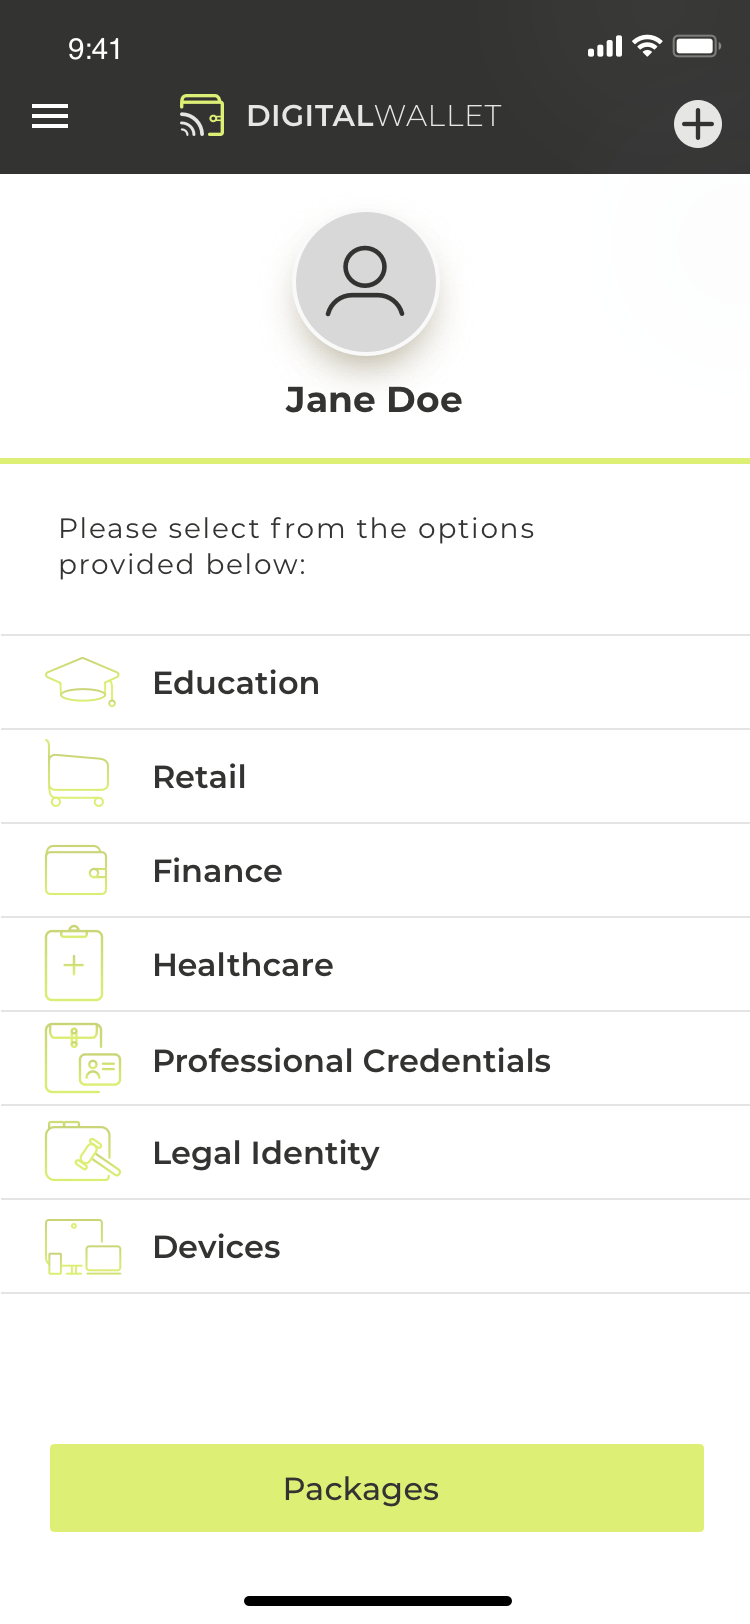 9:41
DIGITALWALLET
Jane Doe
Please select from the options
provided below:
Education
Retail
Finance
Healthcare
Professional Credentials
Legal Identity
Devices
Packages